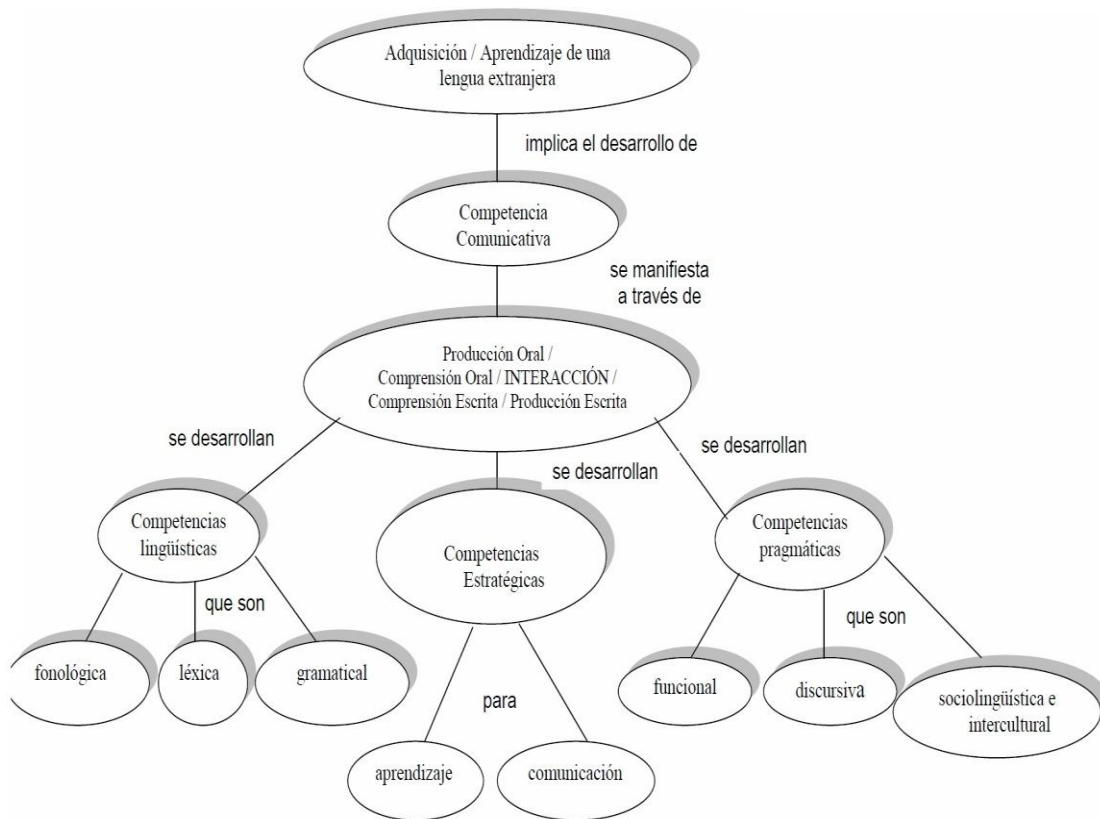 Adquisición / Aprendizaje de una
lengua extranjera
implica el desarrollo de
Competencia
Comunicativa
se manifiesta
a través de
Producción Oral /
Comprensión Oral / INTERACCIÓN /
Comprensión Escrita / Producción Escrita
se desarrollan
se desarrollan
se desarrollan
Competencias
lingüísticas
Competencias
Estratégicas
Competencias
pragmáticas
que son
que son
fonológica
léxica
gramatical
para
funcional
discursiva
sociolingüística e
intercultural
aprendizaje
comunicación